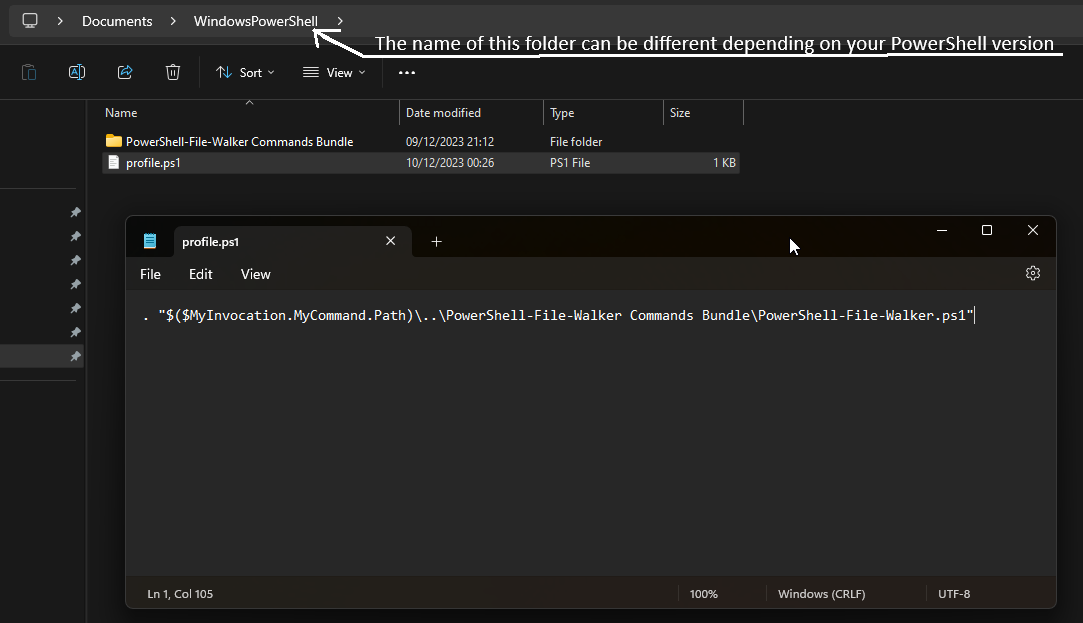 Documents > WindowsPowerShell >
The name of this folder can be different depending on your PowerShell version
Sort View
Name Date modified Type Size
PowerShell-File-Walker Commands Bundle 09/12/2023 21:12 File folder
profile.ps1 10/12/2023 00:26 PS1 File 1 KB
profile.ps1
File Edit View
. "$($MyInvocation.MyCommand.Path)\..\PowerShell-File-Walker Commands Bundle\PowerShell-File-Walker.ps1"
Ln 1, Col 105 100% Windows (CRLF) UTF-8